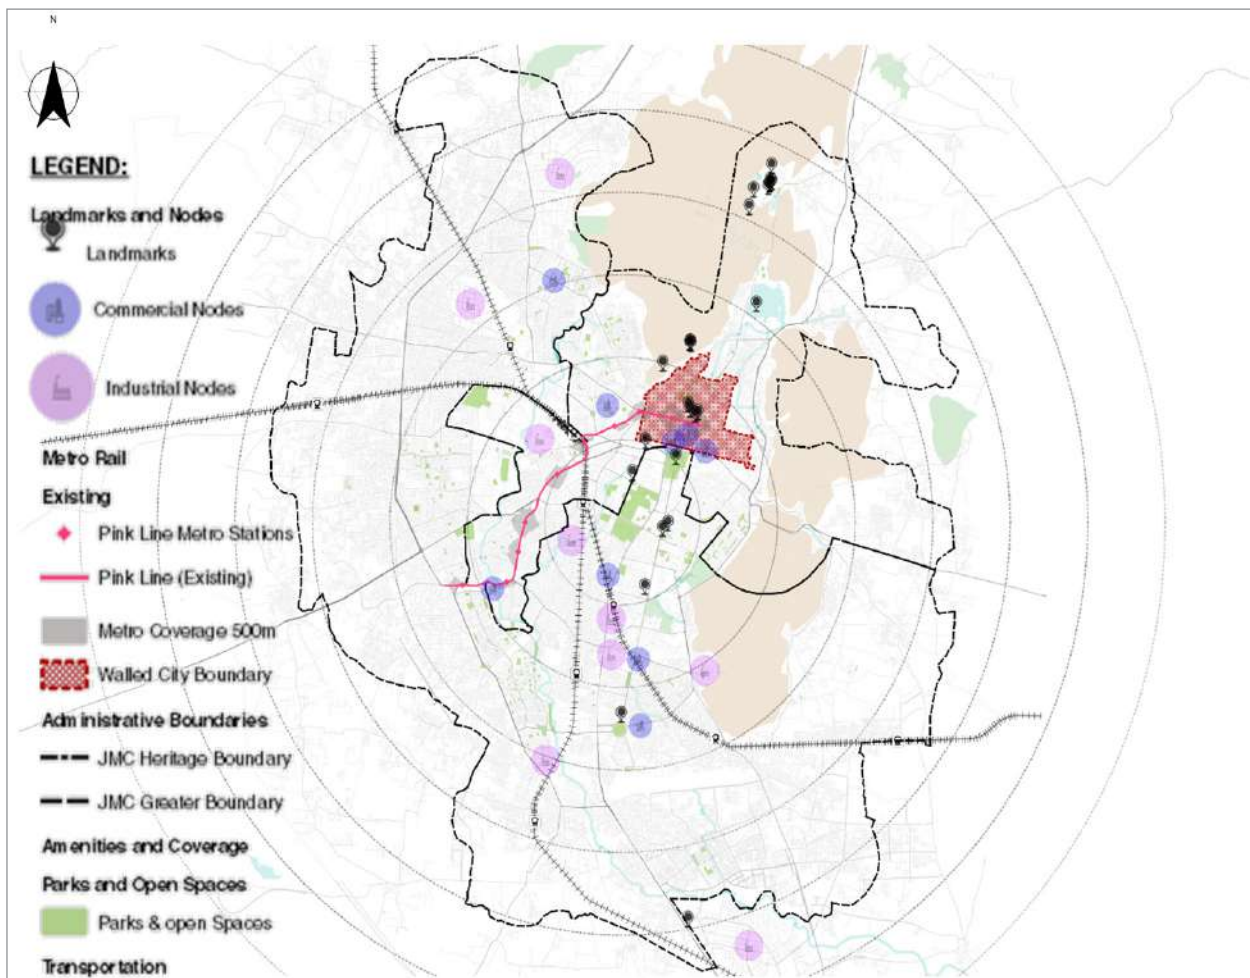 N
LEGEND:
Landmarks and Nodes
Landmarks
Commercial Nodes
Industrial Nodes
Metro Rail
Existing
Pink Line Metro Stations
Pink Line (Existing)
Metro Coverage 500m
Walled City Boundary
Administrative Boundaries
JMC Heritage Boundary
JMC Greater Boundary
Amenities and Coverage
Parks and Open Spaces
Parks & open Spaces
Transportation